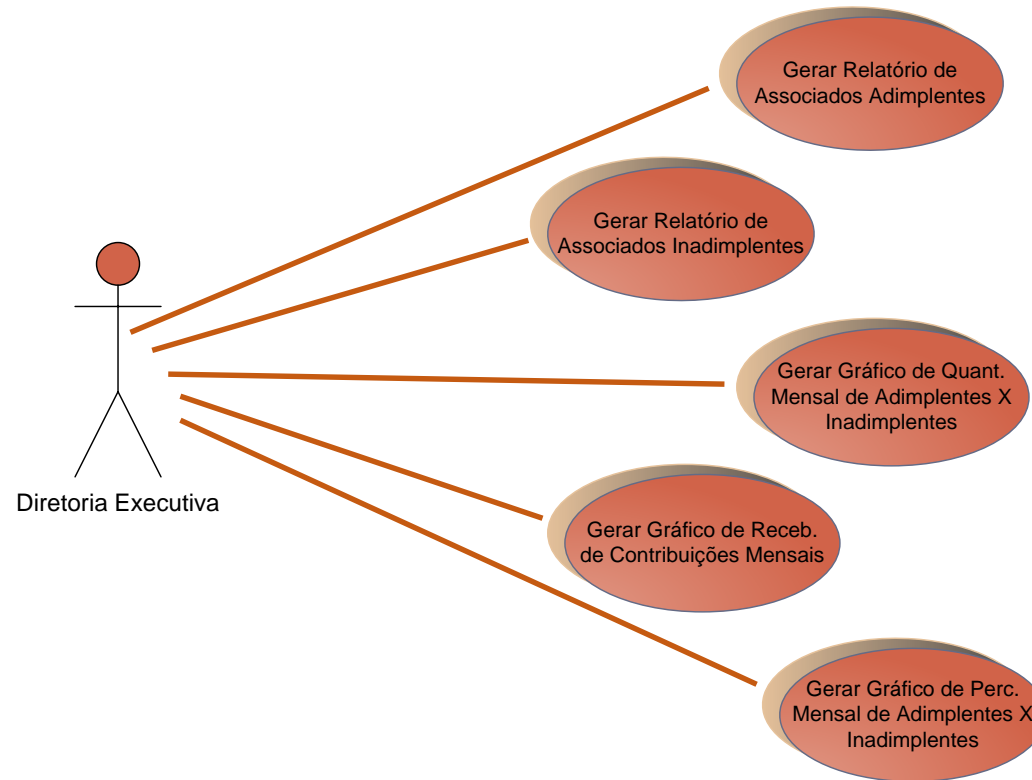 Gerar Relatório de
Associados Adimplentes
Gerar Relatório de
Associados Inadimplentes
Gerar Gráfico de Quant.
Mensal de Adimplentes X
Inadimplentes
Diretoria Executiva
Gerar Gráfico de Receb.
de Contribuições Mensais
Gerar Gráfico de Perc.
Mensal de Adimplentes X
Inadimplentes